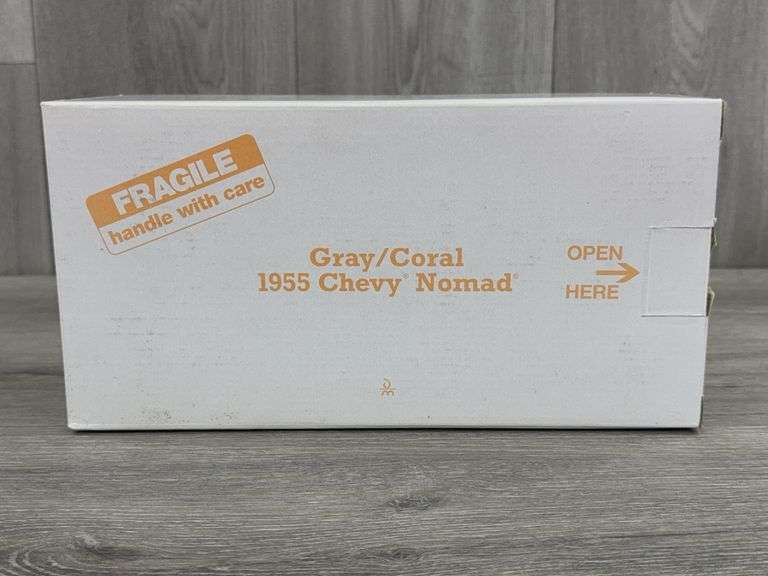 FRAGILE
handle with care
Gray/Coral
1955 Chevy® Nomad®
OPEN
HERE